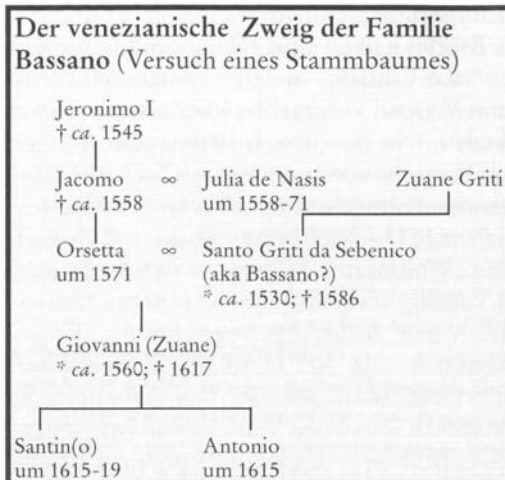 Der venezianische Zweig der Familie
Bassano (Versuch eines Stammbaumes)
Jeronimo I
† ca. 1545
Jacomo ∞ Julia de Nasis Zuane Griti
† ca. 1558 um 1558-71
Orsetta ∞ Santo Griti da Sebenico
um 1571 (aka Bassano?)
* ca. 1530; † 1586
Giovanni (Zuane)
* ca. 1560; † 1617
Santin(o) Antonio
um 1615-19 um 1615